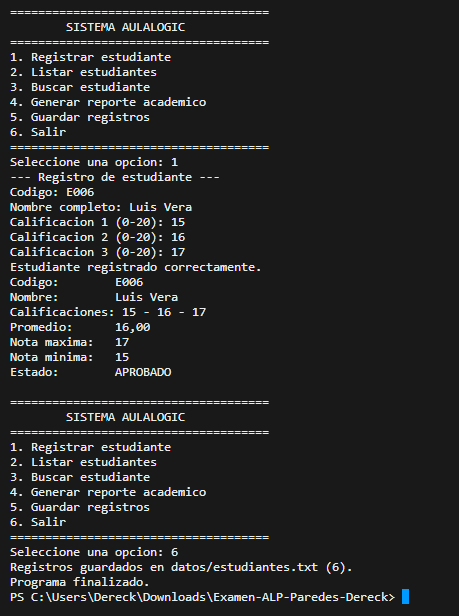 =====================================
        SISTEMA AULALOGIC
=====================================
1. Registrar estudiante
2. Listar estudiantes
3. Buscar estudiante
4. Generar reporte academico
5. Guardar registros
6. Salir
=====================================
Seleccione una opcion: 1
--- Registro de estudiante ---
Codigo: E006
Nombre completo: Luis Vera
Calificacion 1 (0-20): 15
Calificacion 2 (0-20): 16
Calificacion 3 (0-20): 17
Estudiante registrado correctamente.
Codigo:        E006
Nombre:        Luis Vera
Calificaciones: 15 - 16 - 17
Promedio:      16,00
Nota maxima:   17
Nota minima:   15
Estado:        APROBADO

=====================================
        SISTEMA AULALOGIC
=====================================
1. Registrar estudiante
2. Listar estudiantes
3. Buscar estudiante
4. Generar reporte academico
5. Guardar registros
6. Salir
=====================================
Seleccione una opcion: 6
Registros guardados en datos/estudiantes.txt (6).
Programa finalizado.
PS C:\Users\Dereck\Downloads\Examen-ALP-Paredes-Dereck>